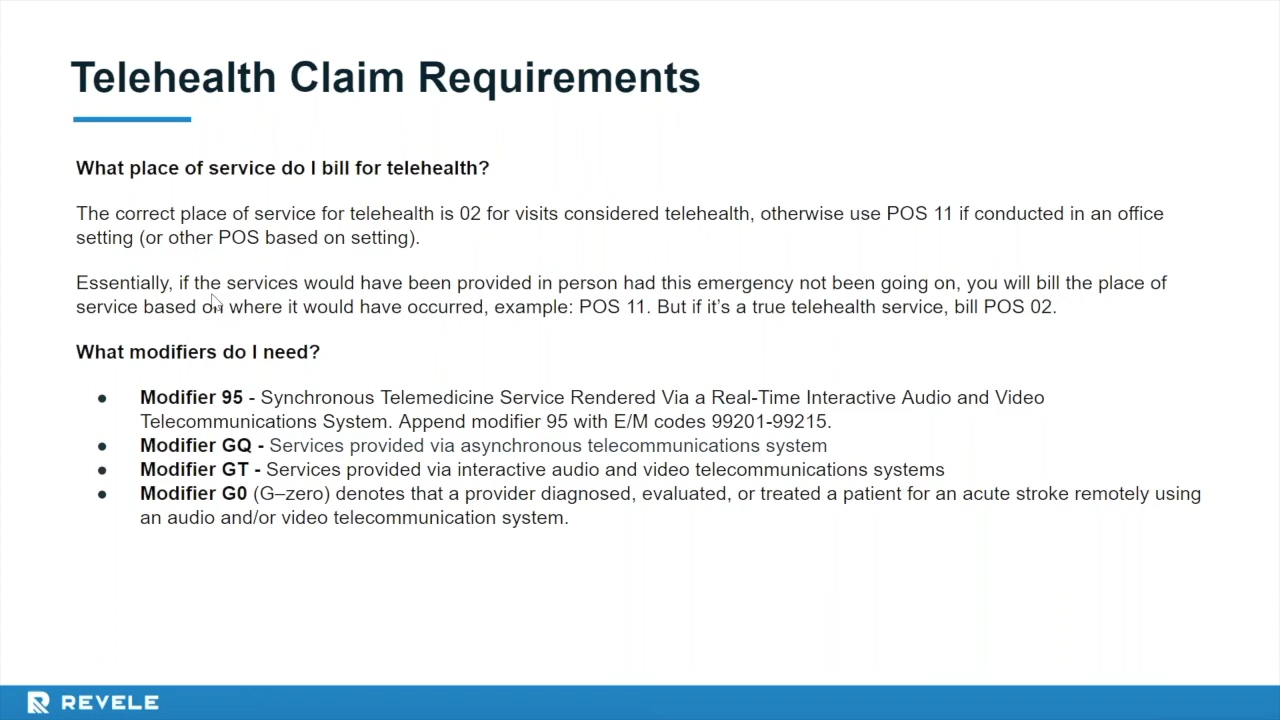 Telehealth Claim Requirements
What place of service do I bill for telehealth?
The correct place of service for telehealth is 02 for visits considered telehealth, otherwise use POS 11 if conducted in an office
setting (or other POS based on setting).
Essentially, if the services would have been provided in person had this emergency not been going on, you will bill the place of
service based on where it would have occurred, example: POS 11. But if it’s a true telehealth service, bill POS 02.
What modifiers do I need?
● Modifier 95 - Synchronous Telemedicine Service Rendered Via a Real-Time Interactive Audio and Video
Telecommunications System. Append modifier 95 with E/M codes 99201-99215.
● Modifier GQ - Services provided via asynchronous telecommunications system
● Modifier GT - Services provided via interactive audio and video telecommunications systems
● Modifier G0 (G–zero) denotes that a provider diagnosed, evaluated, or treated a patient for an acute stroke remotely using
an audio and/or video telecommunication system.
REVELE